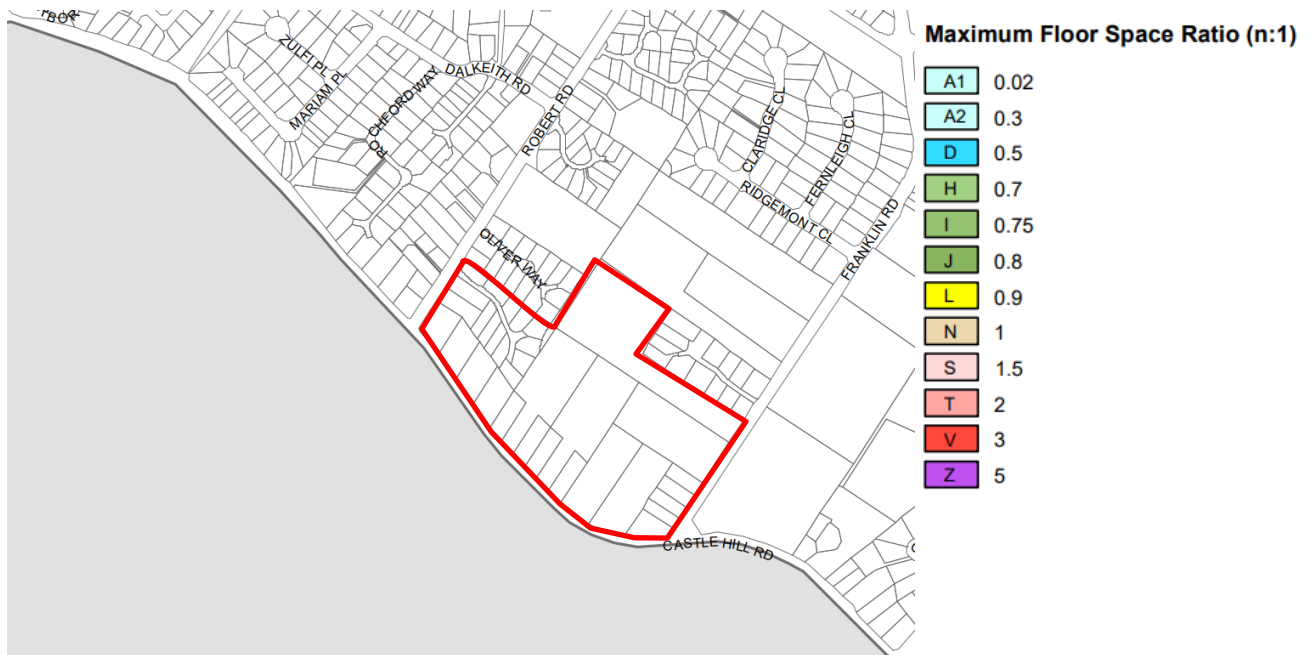 ZULFI PL
MARIAM PL
ROCHFORD WAY
DALKEITH RD
ROBERT RD
CLARIDGE CL
FERNLEIGH CL
RIDGEMONT CL
FRANKLIN RD
OLIVER WAY
CASTLE HILL RD
Maximum Floor Space Ratio (n:1)
A1 0.02
A2 0.3
D 0.5
H 0.7
I 0.75
J 0.8
L 0.9
N 1
S 1.5
T 2
V 3
Z 5